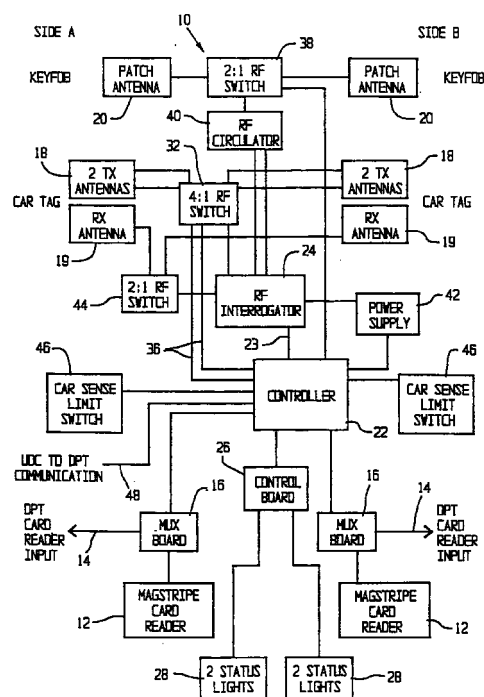 10
SIDE A
38
SIDE B
KEYFOB
PATCH
ANTENNA
2:1 RF
SWITCH
PATCH
ANTENNA
KEYFOB
20
40
20
RF
CIRCULATOR
18
32
18
2 TX
ANTENNAS
4:1 RF
SWITCH
2 TX
ANTENNAS
CAR TAG
CAR TAG
RX
ANTENNA
24
RX
ANTENNA
19
19
44
2:1 RF
SWITCH
RF
INTERROGATOR
42
POWER
SUPPLY
36
23
46
46
CAR SENSE
LIMIT
SWITCH
CONTROLLER
CAR SENSE
LIMIT
SWITCH
22
UDC TO DPT
COMMUNICATION
48
26
16
CONTROL
BOARD
16
14
DPT
CARD
READER
INPUT
14
MUX
BOARD
MUX
BOARD
DPT
CARD
READER
INPUT
MAGSTRIPE
CARD
READER
MAGSTRIPE
CARD
READER
12
12
28
2 STATUS
LIGHTS
2 STATUS
LIGHTS
28